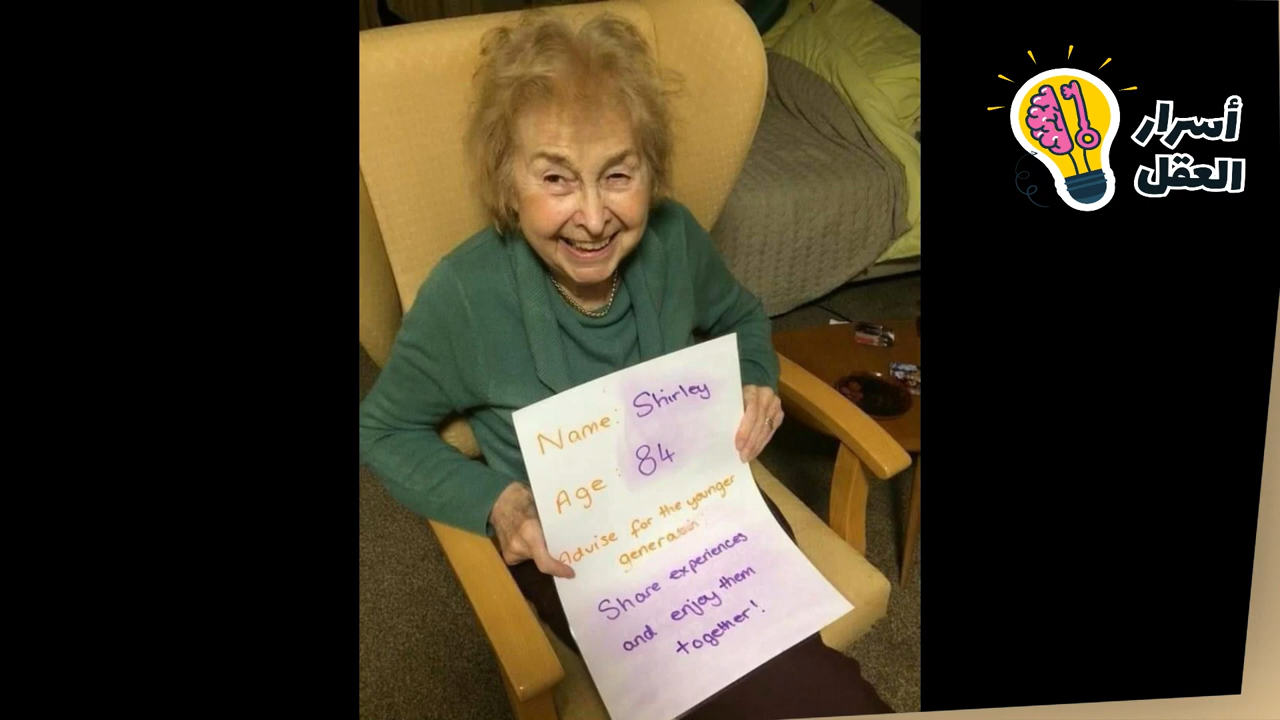 أسرار
العقل
Name: Shirley
Age: 84
Advise for the younger
generation:
Share experiences
and enjoy them
together!